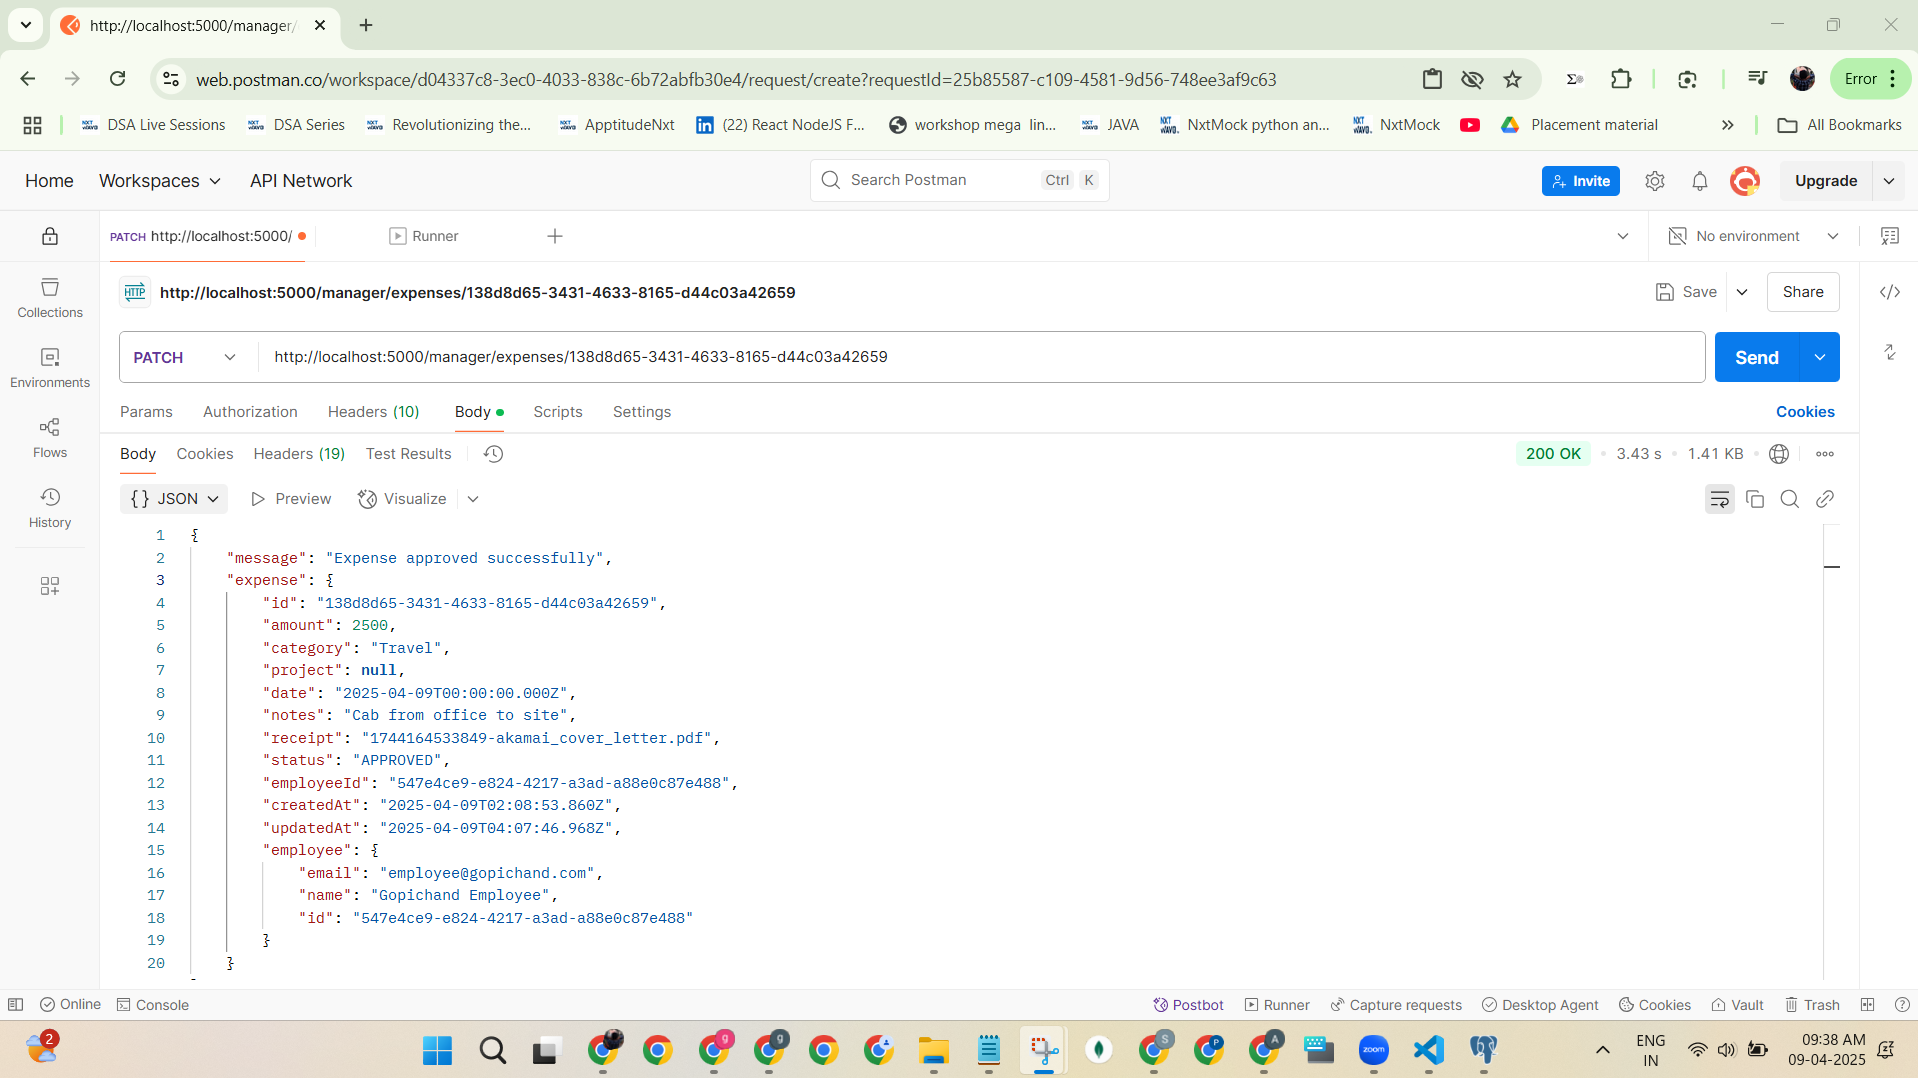 http://localhost:5000/manager/
web.postman.co/workspace/d04337c8-3ec0-4033-838c-6b72abfb30e4/request/create?requestId=25b85587-c109-4581-9d56-748ee3af9c63
Error
DSA Live Sessions
DSA Series
Revolutionizing the...
ApptitudeNxt
(22) React NodeJS F...
workshop mega lin...
JAVA
NxtMock python an...
NxtMock
Placement material
All Bookmarks
Home
Workspaces
API Network
Search Postman
Ctrl K
Invite
Upgrade
PATCH http://localhost:5000/
Runner
No environment
Collections
Environments
Flows
History
HTTP http://localhost:5000/manager/expenses/138d8d65-3431-4633-8165-d44c03a42659
Save
Share
PATCH
http://localhost:5000/manager/expenses/138d8d65-3431-4633-8165-d44c03a42659
Send
Params
Authorization
Headers (10)
Body
Scripts
Settings
Cookies
Body
Cookies
Headers (19)
Test Results
200 OK
3.43 s
1.41 KB
{} JSON
Preview
Visualize
1 {
2 "message": "Expense approved successfully",
3 "expense": {
4 "id": "138d8d65-3431-4633-8165-d44c03a42659",
5 "amount": 2500,
6 "category": "Travel",
7 "project": null,
8 "date": "2025-04-09T00:00:00.000Z",
9 "notes": "Cab from office to site",
10 "receipt": "1744164533849-akamai_cover_letter.pdf",
11 "status": "APPROVED",
12 "employeeId": "547e4ce9-e824-4217-a3ad-a88e0c87e488",
13 "createdAt": "2025-04-09T02:08:53.860Z",
14 "updatedAt": "2025-04-09T04:07:46.968Z",
15 "employee": {
16 "email": "employee@gopichand.com",
17 "name": "Gopichand Employee",
18 "id": "547e4ce9-e824-4217-a3ad-a88e0c87e488"
19 }
20 }
Online
Console
Postbot
Runner
Capture requests
Desktop Agent
Cookies
Vault
Trash
2
zoom
ENG
IN
09:38 AM
09-04-2025